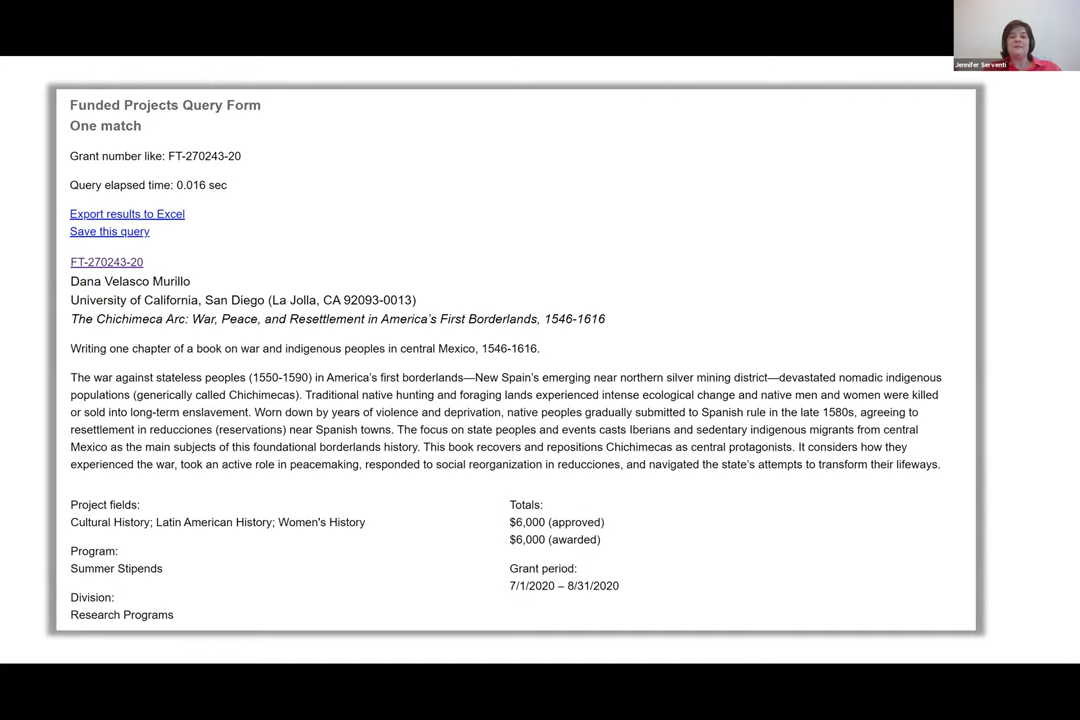 Jennifer Serventi
Funded Projects Query Form
One match
Grant number like: FT-270243-20
Query elapsed time: 0.016 sec
Export results to Excel
Save this query
FT-270243-20
Dana Velasco Murillo
University of California, San Diego (La Jolla, CA 92093-0013)
The Chichimeca Arc: War, Peace, and Resettlement in America's First Borderlands, 1546-1616
Writing one chapter of a book on war and indigenous peoples in central Mexico, 1546-1616.
The war against stateless peoples (1550-1590) in America's first borderlands—New Spain's emerging near northern silver mining district—devastated nomadic indigenous
populations (generically called Chichimecas). Traditional native hunting and foraging lands experienced intense ecological change and native men and women were killed
or sold into long-term enslavement. Worn down by years of violence and deprivation, native peoples gradually submitted to Spanish rule in the late 1580s, agreeing to
resettlement in reducciones (reservations) near Spanish towns. The focus on state peoples and events casts Iberians and sedentary indigenous migrants from central
Mexico as the main subjects of this foundational borderlands history. This book recovers and repositions Chichimecas as central protagonists. It considers how they
experienced the war, took an active role in peacemaking, responded to social reorganization in reducciones, and navigated the state's attempts to transform their lifeways.
Project fields:
Cultural History; Latin American History; Women's History
Program:
Summer Stipends
Division:
Research Programs
Totals:
$6,000 (approved)
$6,000 (awarded)
Grant period:
7/1/2020 – 8/31/2020